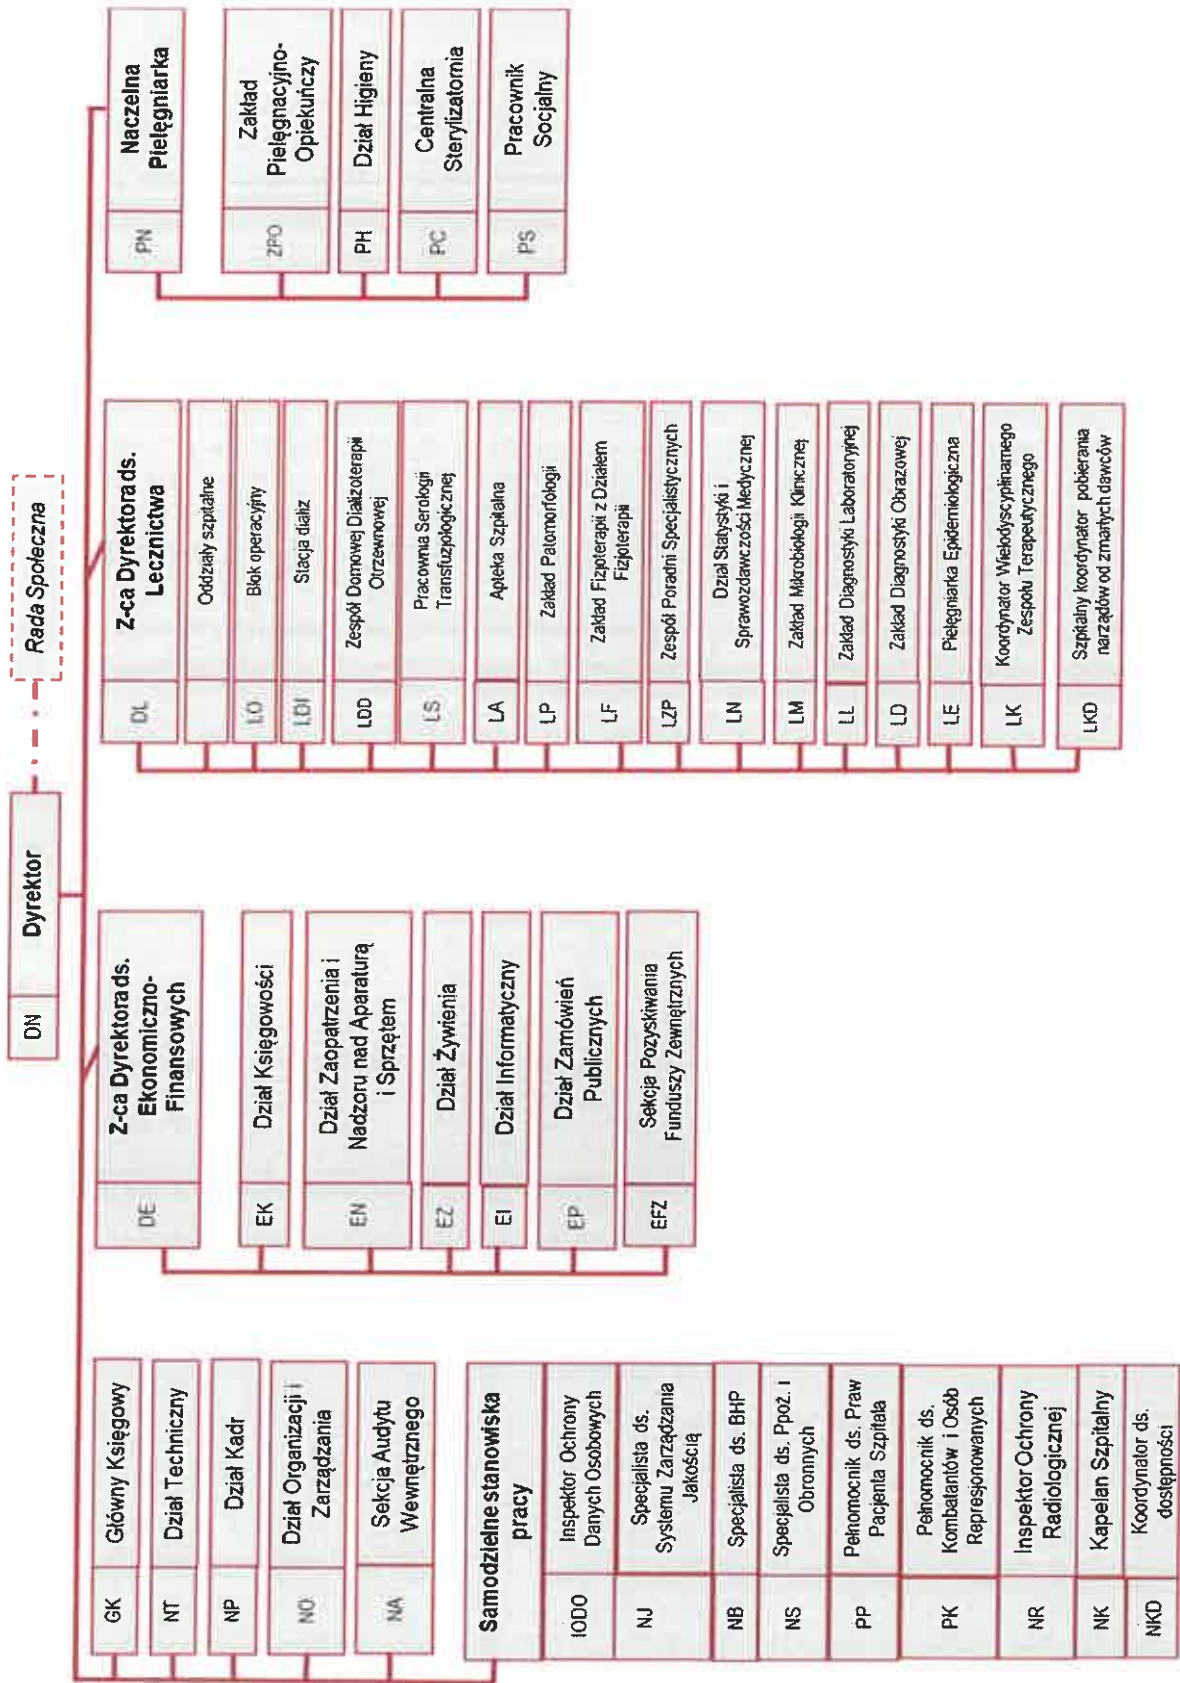 DN
Dyrektor
Rada Społeczna
GK
Główny Księgowy
NT
Dział Techniczny
NP
Dział Kadr
NO
Dział Organizacji i
Zarządzania
NA
Sekcja Audytu
Wewnętrznego
Samodzielne stanowiska
pracy
IODO
Inspektor Ochrony
Danych Osobowych
NJ
Specjalista ds.
Systemu Zarządzania
Jakością
NB
Specjalista ds. BHP
NS
Specjalista ds. Ppoż. i
Obronnych
PP
Pełnomocnik ds. Praw
Pacjenta Szpitala
PK
Pełnomocnik ds.
Kombatantów i Osób
Represjonowanych
NR
Inspektor Ochrony
Radiologicznej
NK
Kapelan Szpitalny
NKD
Koordynator ds.
dostępności
DE
Z-ca Dyrektora ds.
Ekonomiczno-
Finansowych
EK
Dział Księgowości
EN
Dział Zaopatrzenia i
Nadzoru nad Aparaturą
i Sprzętem
EZ
Dział Żywienia
EI
Dział Informatyczny
EP
Dział Zamówień
Publicznych
EFZ
Sekcja Pozyskiwania
Funduszy Zewnętrznych
DL
Z-ca Dyrektora ds.
Lecznictwa
Oddziały szpitalne
LO
Blok operacyjny
LDI
Stacja dializ
LDD
Zespół Domowej Dializoterapii
Otrzewnowej
LS
Pracownia Serologii
Transfuzjologicznej
LA
Apteka Szpitalna
LP
Zakład Patomorfologii
LF
Zakład Fizjoterapii z Działem
Fizjoterapii
LZP
Zespół Poradni Specjalistycznych
LN
Dział Statystyki i
Sprawozdawczości Medycznej
LM
Zakład Mikrobiologii Klinicznej
LL
Zakład Diagnostyki Laboratoryjnej
LD
Zakład Diagnostyki Obrazowej
LE
Pielęgniarka Epidemiologiczna
LK
Koordynator Wielodyscyplinarnego
Zespołu Terapeutycznego
LKD
Szpitalny koordynator pobierania
narządów od zmarłych dawców
PN
Naczelna
Pielęgniarka
ZPO
Zakład
Pielęgnacyjno-
Opiekuńczy
PH
Dział Higieny
PC
Centralna
Sterylizatornia
PS
Pracownik
Socjalny